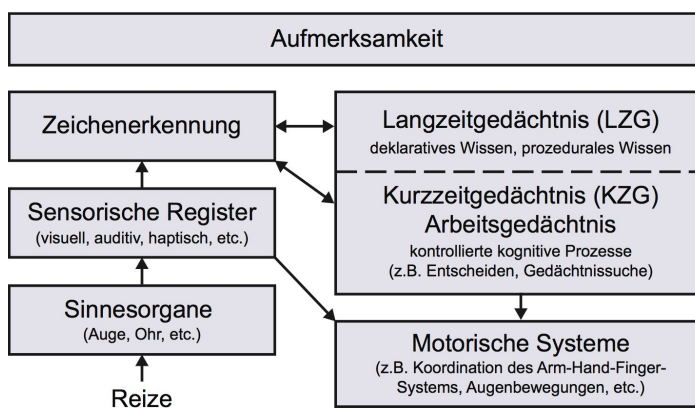 Aufmerksamkeit
Zeichenerkennung
Sensorische Register
(visuell, auditiv, haptisch, etc.)
Sinnesorgane
(Auge, Ohr, etc.)
Reize
Langzeitgedächtnis (LZG)
deklaratives Wissen, prozedurales Wissen
Kurzzeitgedächtnis (KZG)
Arbeitsgedächtnis
kontrollierte kognitive Prozesse
(z.B. Entscheiden, Gedächtnissuche)
Motorische Systeme
(z.B. Koordination des Arm-Hand-Finger-
Systems, Augenbewegungen, etc.)